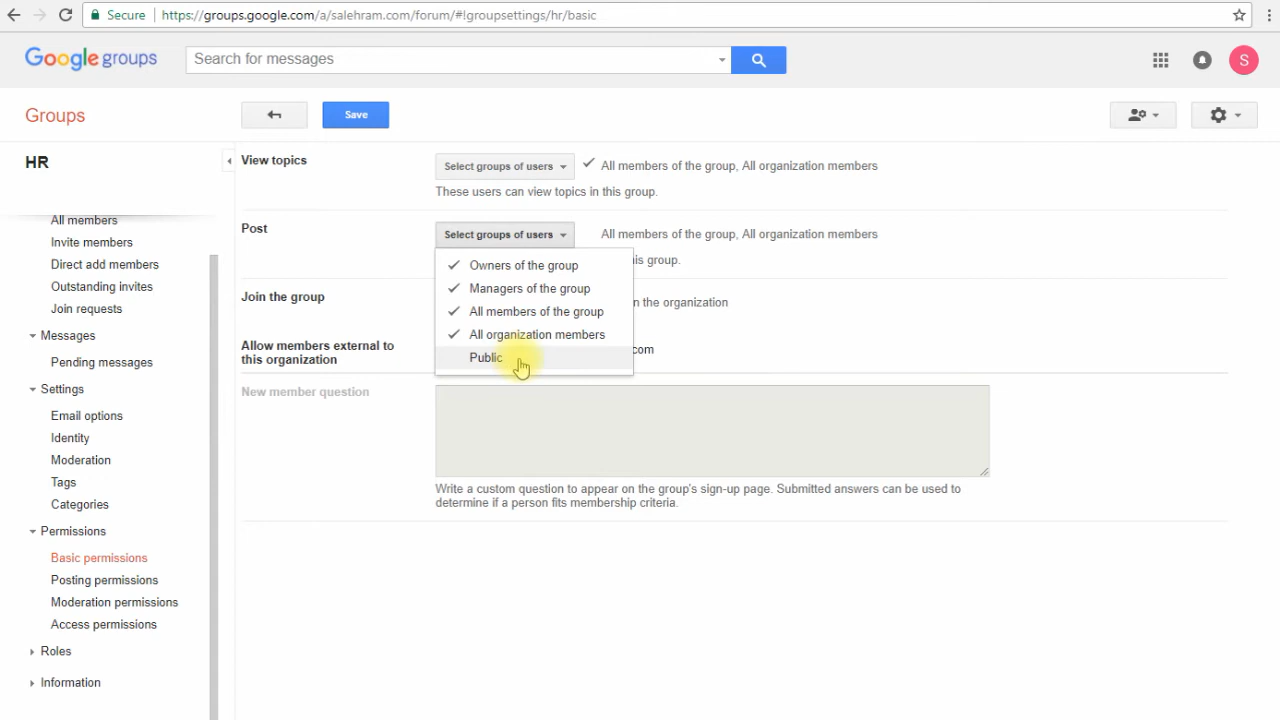 Secure https://groups.google.com/a/salehram.com/forum/#!groupsettings/hr/basic
Google groups
Search for messages
S
Groups
Save
HR
All members
Invite members
Direct add members
Outstanding invites
Join requests
Messages
Pending messages
Settings
Email options
Identity
Moderation
Tags
Categories
Permissions
Basic permissions
Posting permissions
Moderation permissions
Access permissions
Roles
Information
View topics
Select groups of users
All members of the group, All organization members
These users can view topics in this group.
Post
Select groups of users
All members of the group, All organization members
this group.
Owners of the group
Managers of the group
All members of the group
All organization members
Public
Join the group
in the organization
Allow members external to
this organization
.com
New member question
Write a custom question to appear on the group's sign-up page. Submitted answers can be used to
determine if a person fits membership criteria.